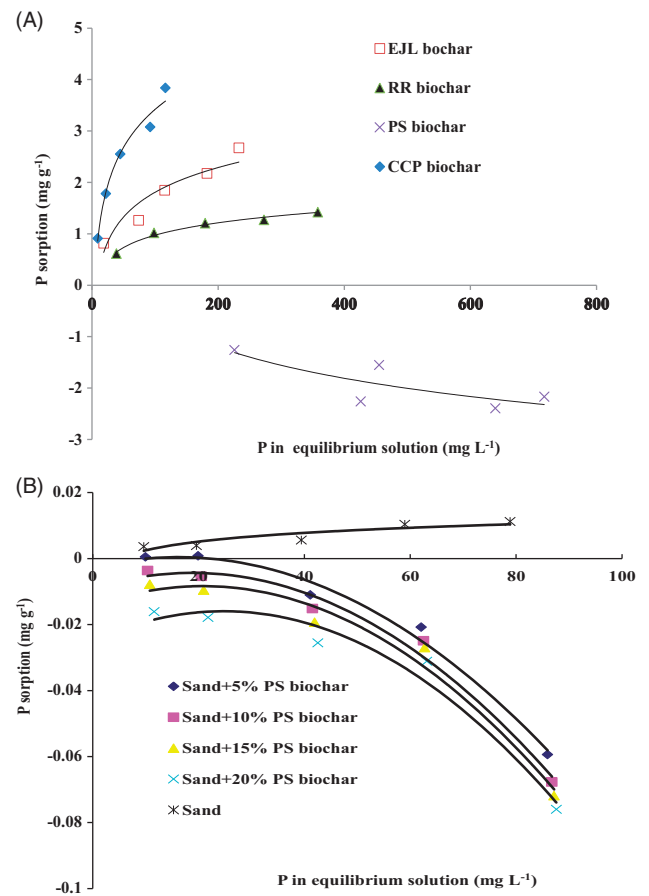 (A)
EJL bochar
RR biochar
PS biochar
CCP biochar
5
4
3
2
1
0
-1
-2
-3
0 200 400 600 800
P sorption (mg g-1)
P in equilibrium solution (mg L-1)
(B)
0.02
0
-0.02
-0.04
-0.06
-0.08
-0.1
0 20 40 60 80 100
P sorption (mg g-1)
Sand+5% PS biochar
Sand+10% PS biochar
Sand+15% PS biochar
Sand+20% PS biochar
Sand
P in equilibrium solution (mg L-1)